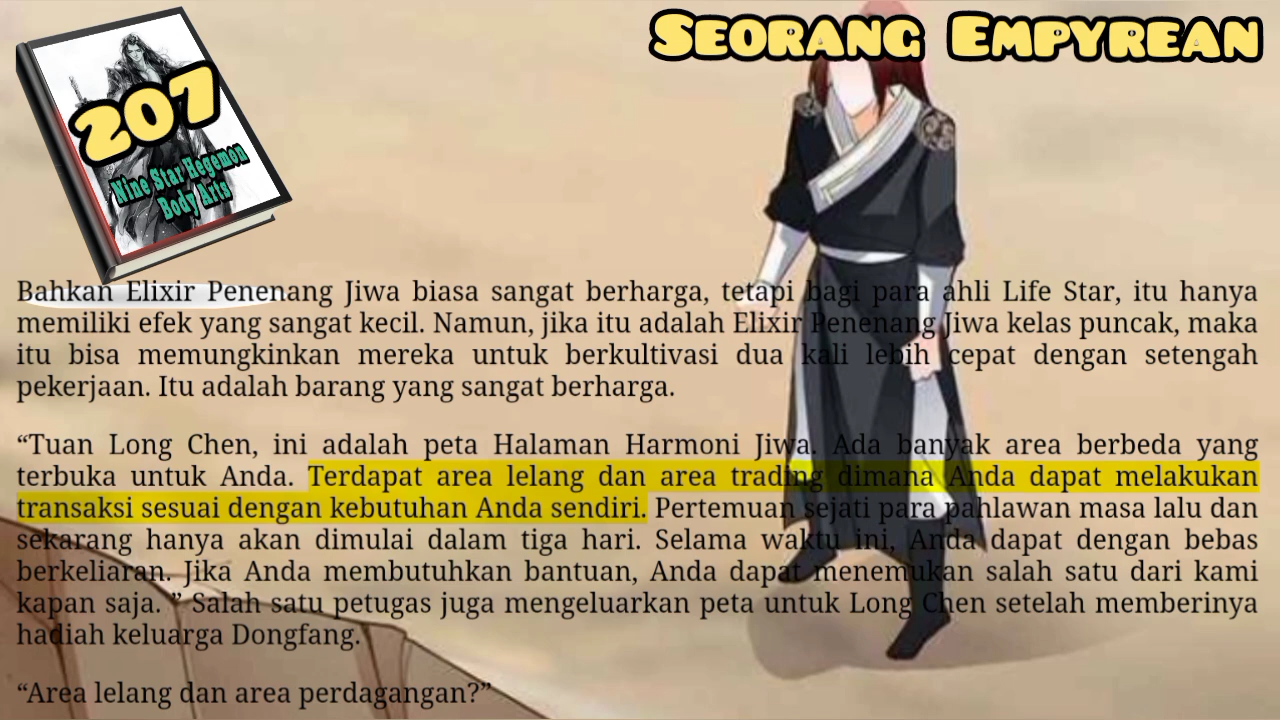 SEORANG EMPYREAN
207
Nine Star Hegemon
Body Arts
Bahkan Elixir Penenang Jiwa biasa sangat berharga, tetapi bagi para ahli Life Star, itu hanya
memiliki efek yang sangat kecil. Namun, jika itu adalah Elixir Penenang Jiwa kelas puncak, maka
itu bisa memungkinkan mereka untuk berkultivasi dua kali lebih cepat dengan setengah
pekerjaan. Itu adalah barang yang sangat berharga.
“Tuan Long Chen, ini adalah peta Halaman Harmoni Jiwa. Ada banyak area berbeda yang
terbuka untuk Anda. Terdapat area lelang dan area trading dimana Anda dapat melakukan
transaksi sesuai dengan kebutuhan Anda sendiri. Pertemuan sejati para pahlawan masa lalu dan
sekarang hanya akan dimulai dalam tiga hari. Selama waktu ini, Anda dapat dengan bebas
berkeliaran. Jika Anda membutuhkan bantuan, Anda dapat menemukan salah satu dari kami
kapan saja. ” Salah satu petugas juga mengeluarkan peta untuk Long Chen setelah memberinya
hadiah keluarga Dongfang.
“Area lelang dan area perdagangan?”